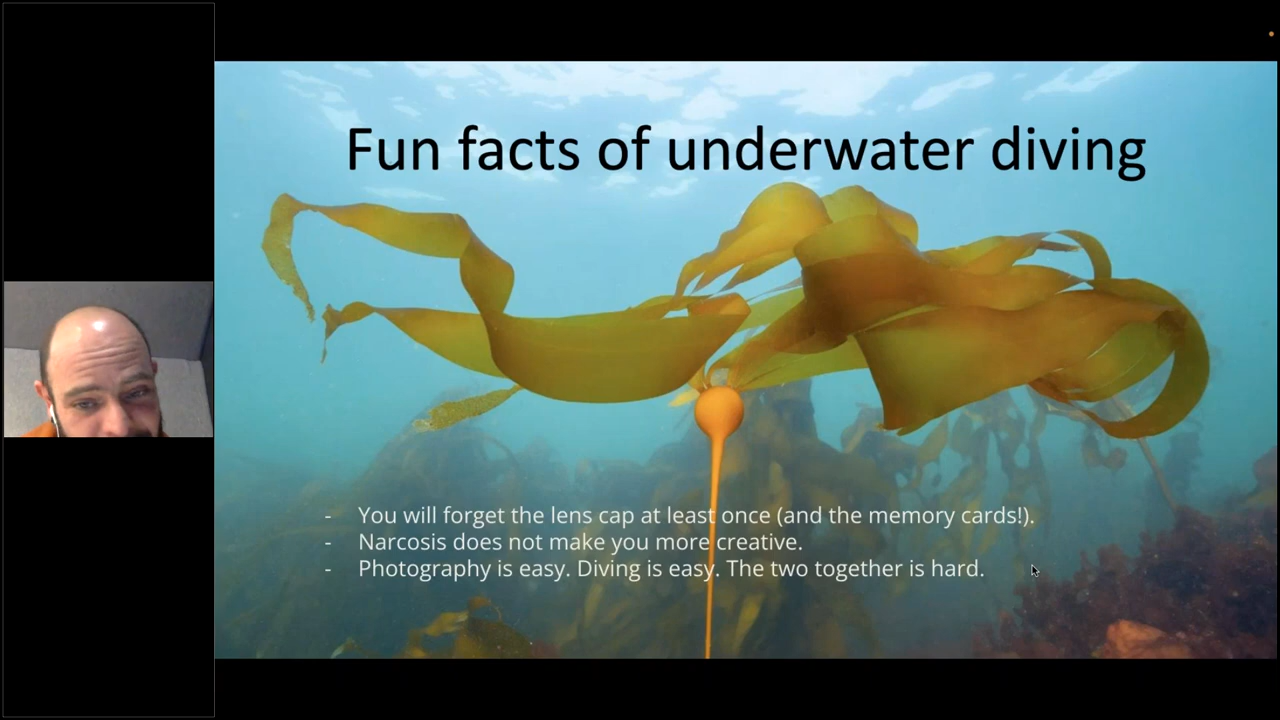 Fun facts of underwater diving
- You will forget the lens cap at least once (and the memory cards!).
- Narcosis does not make you more creative.
- Photography is easy. Diving is easy. The two together is hard.